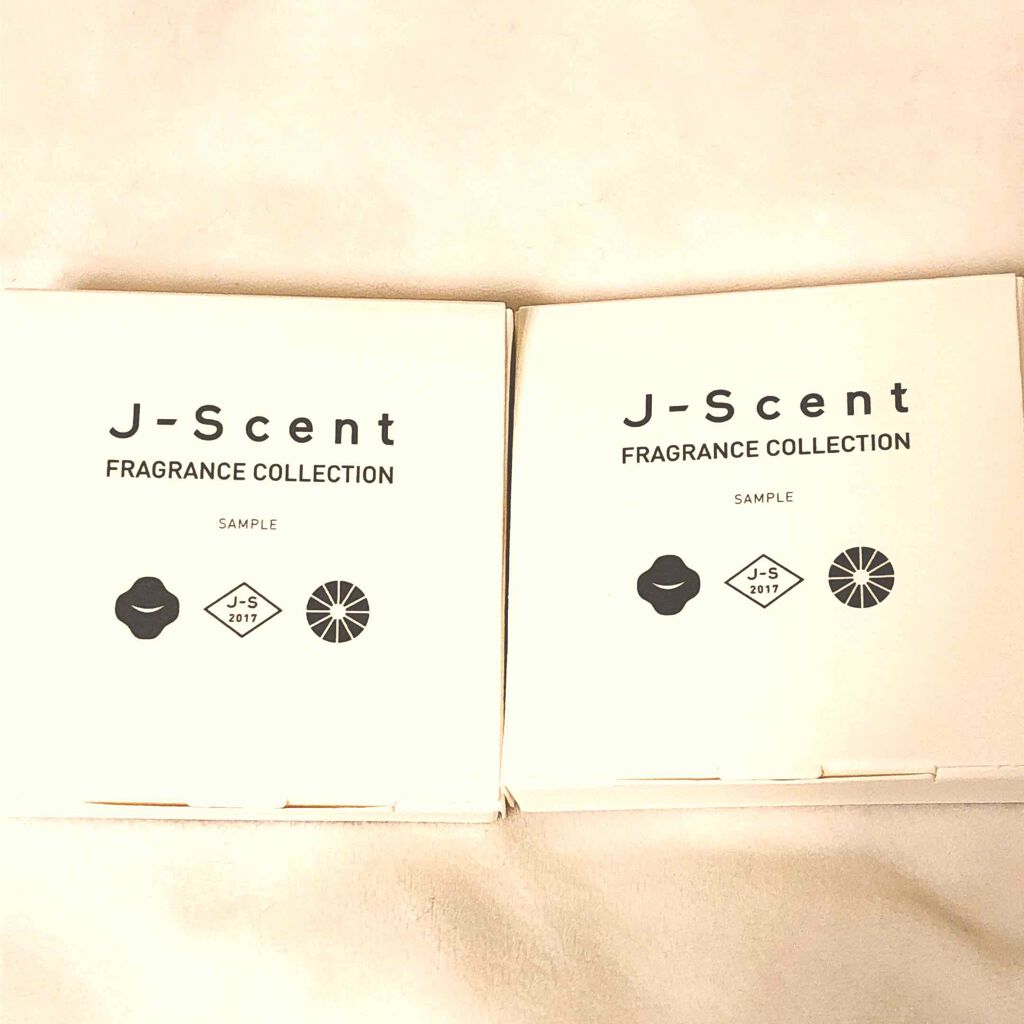 J-Scent
FRAGRANCE COLLECTION
SAMPLE
J-S
2017
J-Scent
FRAGRANCE COLLECTION
SAMPLE
J-S
2017